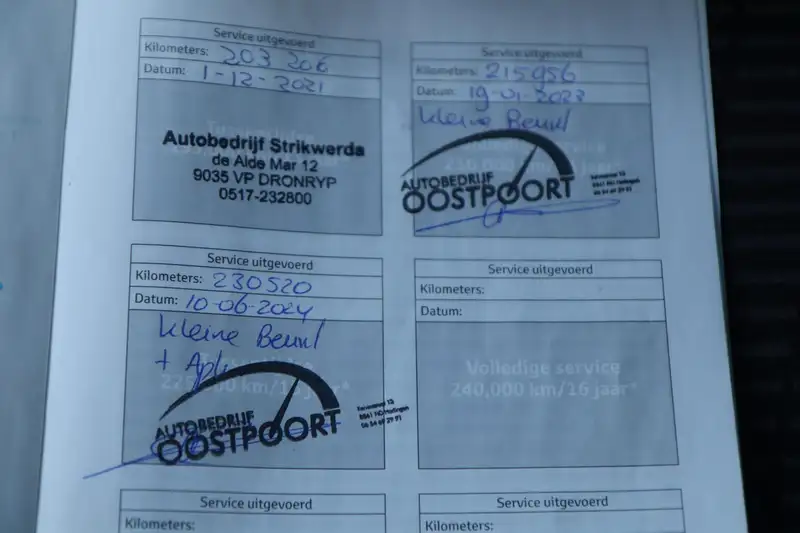 Service uitgevoerd
Kilometers: 203 206
Datum: 1-12-2021
Autobedrijf Strikwerda
de Alde Mar 12
9035 VP DRONRYP
0517-232800
Service uitgevoerd
Kilometers: 215956
Datum: 19-01-2023
kleine Beurt
AUTOBEDRIJF
OOSTPOORT
Service uitgevoerd
Kilometers: 230520
Datum: 10-06-2024
kleine Beurt
+ Apk
AUTOBEDRIJF
OOSTPOORT
Service uitgevoerd
Kilometers:
Datum:
Volledige service
240,000 km/16 jaar*
Service uitgevoerd
Kilometers:
Service uitgevoerd
Kilometers: